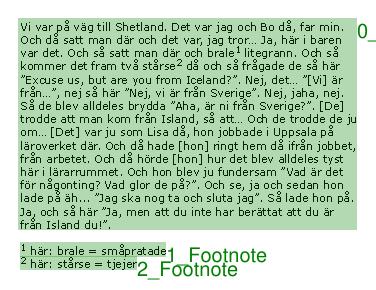 Vi var på väg till Shetland. Det var jag och Bo då, far min.
Och då satt man där och det var, jag tror... Ja, här i baren
var det. Och så satt man där och brale¹ litegrann. Och så
kommer det fram två stårse² då och så frågade de så här
"Excuse us, but are you from Iceland?". Nej, det... "[Vi] är
från...", nej så här "Nej, vi är från Sverige". Nej, jaha, nej.
Så de blev alldeles brydda "Aha, är ni från Sverige?". [De]
trodde att man kom från Island, så att... Och de trodde de ju
om... [Det] var ju som Lisa då, hon jobbade i Uppsala på
läroverket där. Och då hade [hon] ringt hem då ifrån jobbet,
från arbetet. Och då hörde [hon] hur det blev alldeles tyst
här i lärarrummet. Och hon blev ju fundersam "Vad är det
för någonting? Vad glor de på?". Och se, ja och sedan hon
lade på äh... "Jag ska nog ta och sluta jag". Så lade hon på.
Ja, och så här "Ja, men att du inte har berättat att du är
från Island du!".
0_
¹ här: brale = småpratade
1_Footnote
² här: stårse = tjejer
2_Footnote